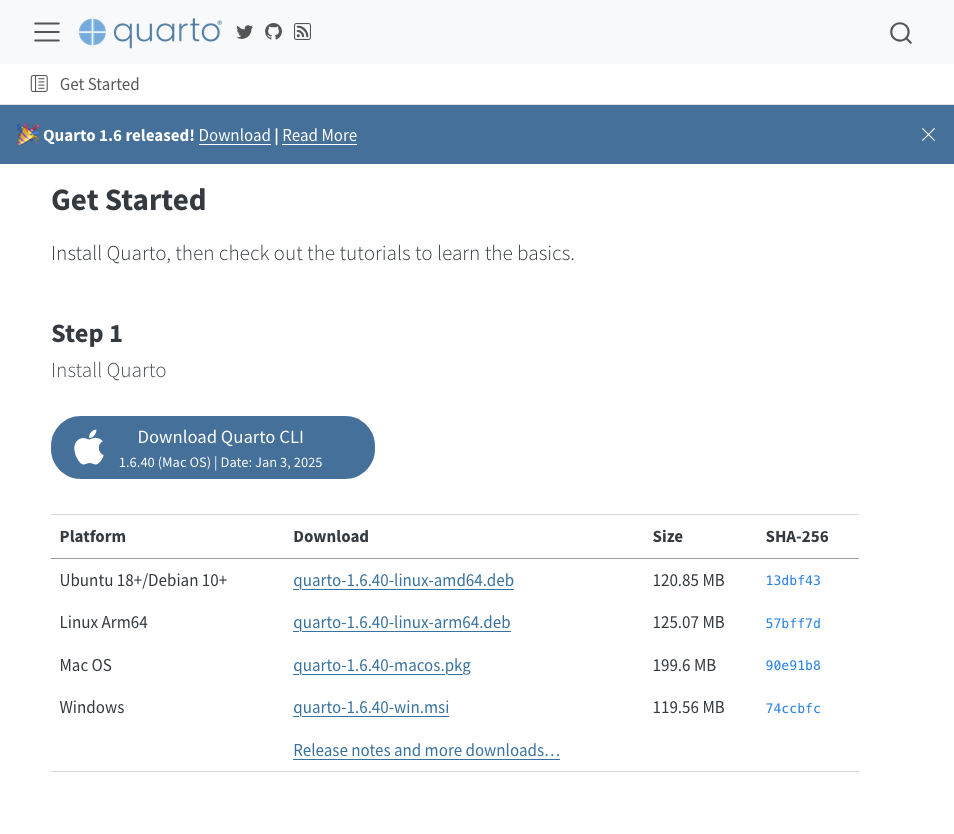 quarto
Get Started
Quarto 1.6 released! Download | Read More
Get Started
Install Quarto, then check out the tutorials to learn the basics.
Step 1
Install Quarto
Download Quarto CLI
1.6.40 (Mac OS) | Date: Jan 3, 2025
Platform Download Size SHA-256
Ubuntu 18+/Debian 10+ quarto-1.6.40-linux-amd64.deb 120.85 MB 13dbf43
Linux Arm64 quarto-1.6.40-linux-arm64.deb 125.07 MB 57bff7d
Mac OS quarto-1.6.40-macos.pkg 199.6 MB 90e91b8
Windows quarto-1.6.40-win.msi 119.56 MB 74ccbfc
Release notes and more downloads…